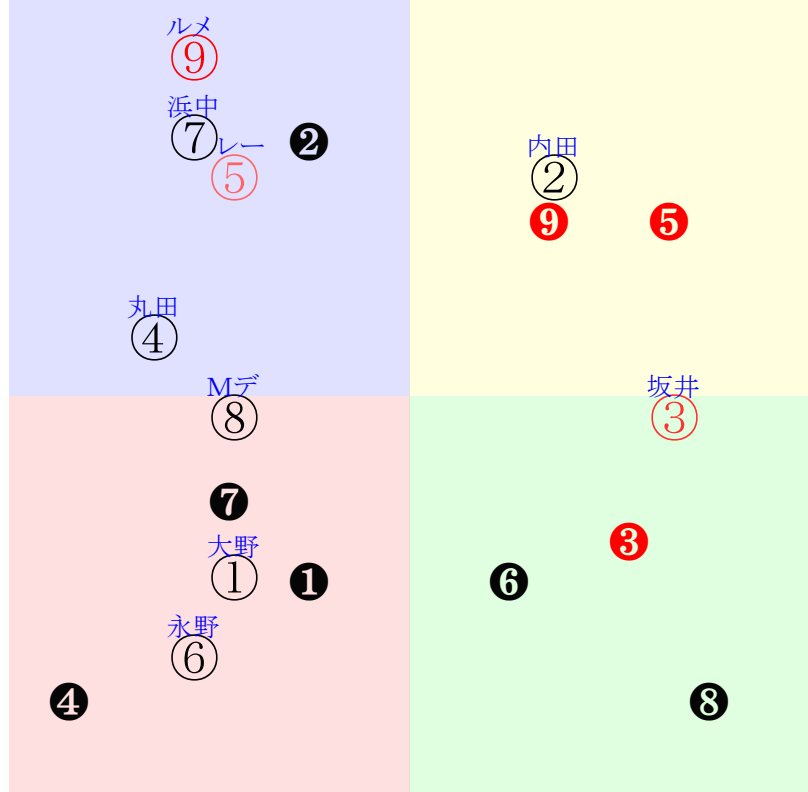 ルメ
⑨
浜中
⑦
❷
レー
⑤
内田
②
❾
❺
丸田
④
Mデ
⑧
坂井
③
❼
❸
大野
①
❶
❻
永野
⑥
❹
❽